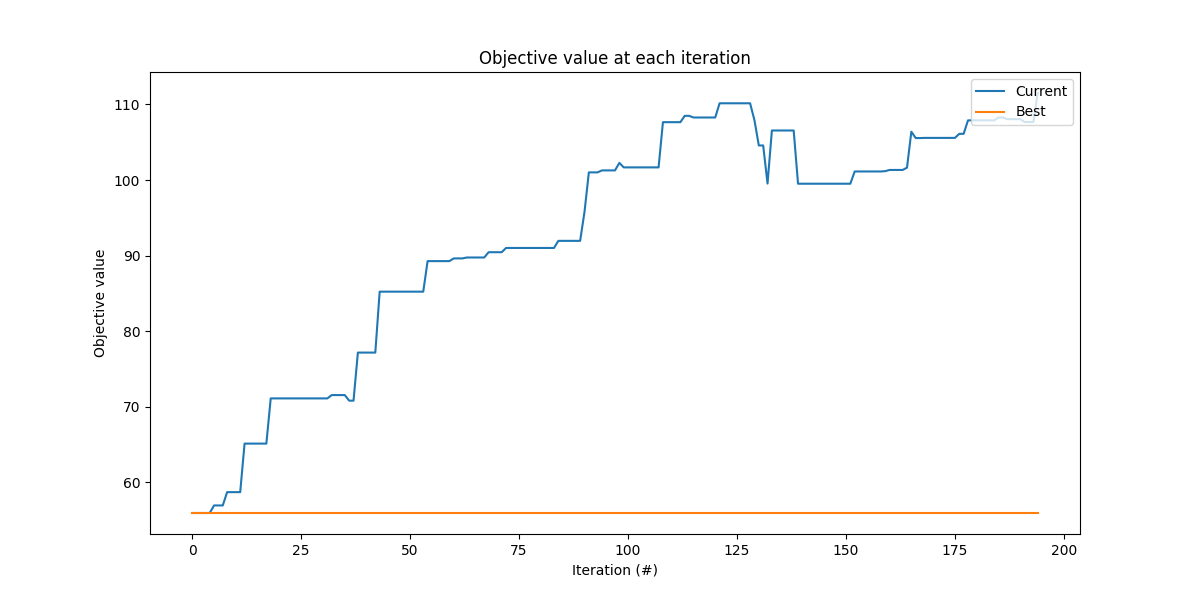 Objective value at each iteration
Current
Best
110
100
90
80
70
60
Objective value
0 25 50 75 100 125 150 175 200
Iteration (#)